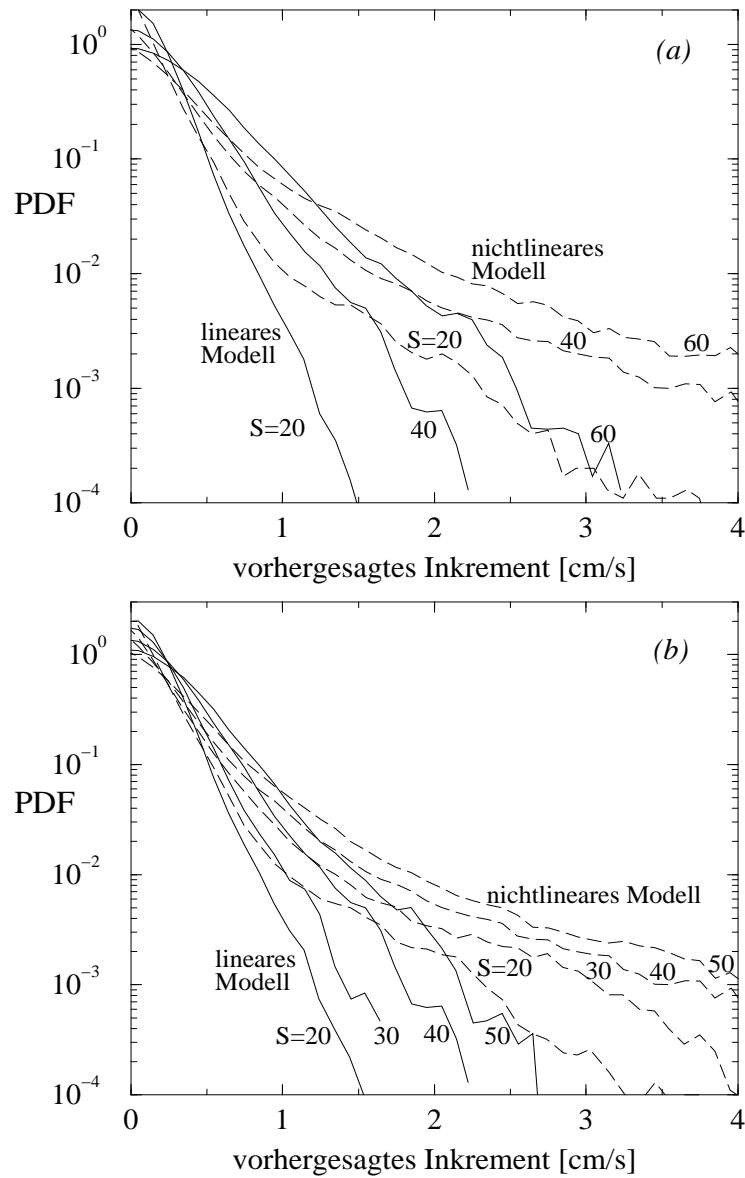 10^0
(a)
10^-1
PDF
nichtlineares
Modell
10^-2
lineares
Modell
S=20
40
60
10^-3
S=20
40
60
10^-4
0
1
2
3
4
vorhergesagtes Inkrement [cm/s]
10^0
(b)
10^-1
PDF
10^-2
nichtlineares Modell
lineares
Modell
S=20
30
40
50
10^-3
S=20
30
40
50
10^-4
0
1
2
3
4
vorhergesagtes Inkrement [cm/s]